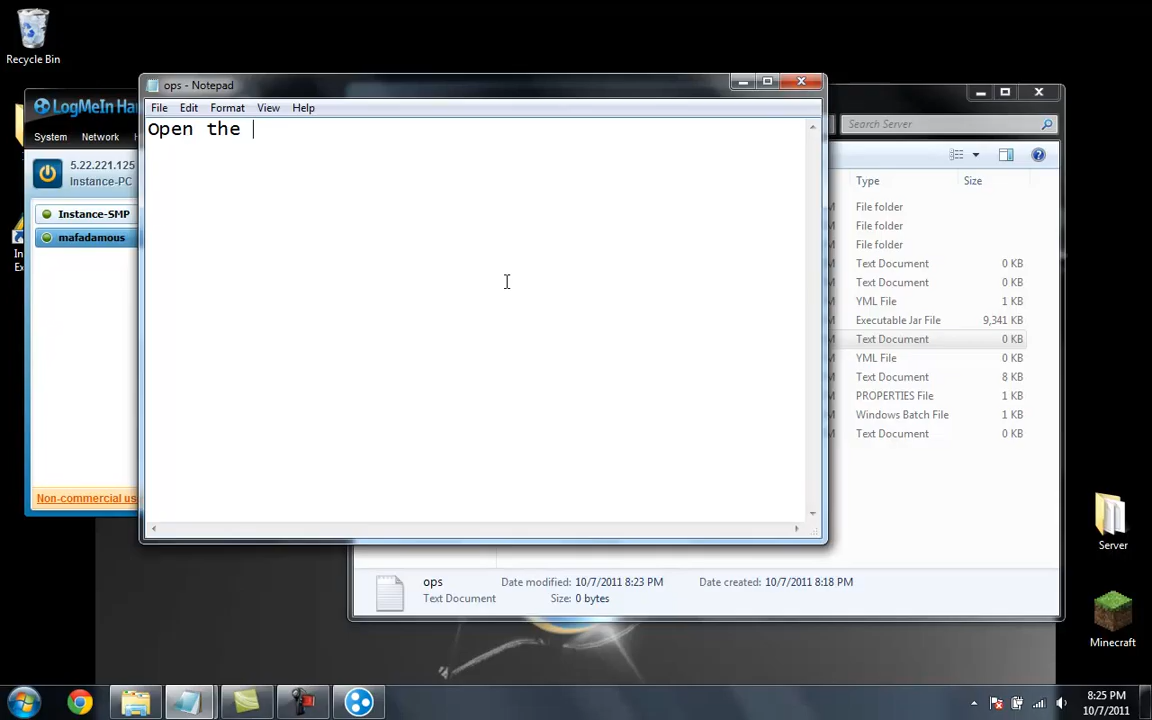 Recycle Bin
LogMeIn Ha
System Network
5.22.221.125
Instance-PC
Instance-SMP
mafadamous
In
Ex
Non-commercial us
ops - Notepad
File Edit Format View Help
Open the
Search Server
Type Size
File folder
File folder
File folder
Text Document 0 KB
Text Document 0 KB
YML File 1 KB
Executable Jar File 9,341 KB
Text Document 0 KB
YML File 0 KB
Text Document 8 KB
PROPERTIES File 1 KB
Windows Batch File 1 KB
Text Document 0 KB
ops Date modified: 10/7/2011 8:23 PM Date created: 10/7/2011 8:18 PM
Text Document Size: 0 bytes
Server
Minecraft
8:25 PM
10/7/2011